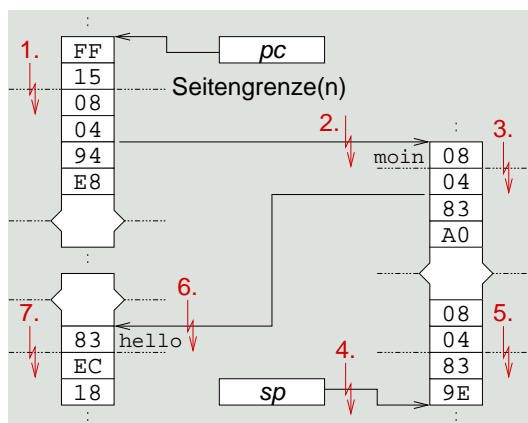 1.
FF
15
08
04
94
E8
pc
Seitengrenze(n)
2.
3.
moin
08
04
83
A0
7.
6.
83
hello
EC
18
4.
sp
5.
08
04
83
9E